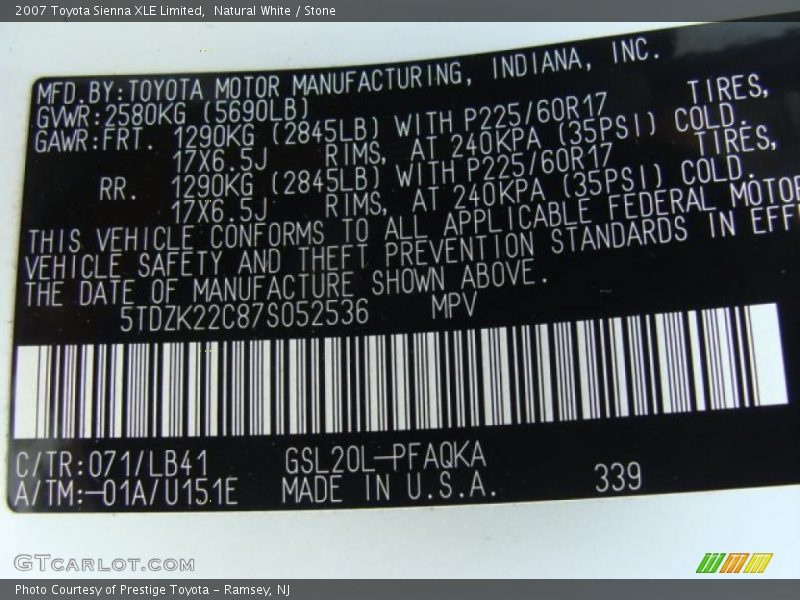 2007 Toyota Sienna XLE Limited,  Natural White / Stone
MFD.BY:TOYOTA MOTOR MANUFACTURING, INDIANA, INC.
GVWR:2580KG (5690LB)
GAWR:FRT. 1290KG (2845LB) WITH P225/60R17 TIRES,
17X6.5J RIMS, AT 240KPA (35PSI) COLD.
RR. 1290KG (2845LB) WITH P225/60R17 TIRES,
17X6.5J RIMS, AT 240KPA (35PSI) COLD.
THIS VEHICLE CONFORMS TO ALL APPLICABLE FEDERAL MOTOR
VEHICLE SAFETY AND THEFT PREVENTION STANDARDS IN EFF
THE DATE OF MANUFACTURE SHOWN ABOVE.
5TDZK22C87S052536 MPV
C/TR:071/LB41 GSL20L-PFAQKA
A/TM:-01A/U151E MADE IN U.S.A. 339
GTCARLOT.COM
Photo Courtesy of Prestige Toyota - Ramsey, NJ